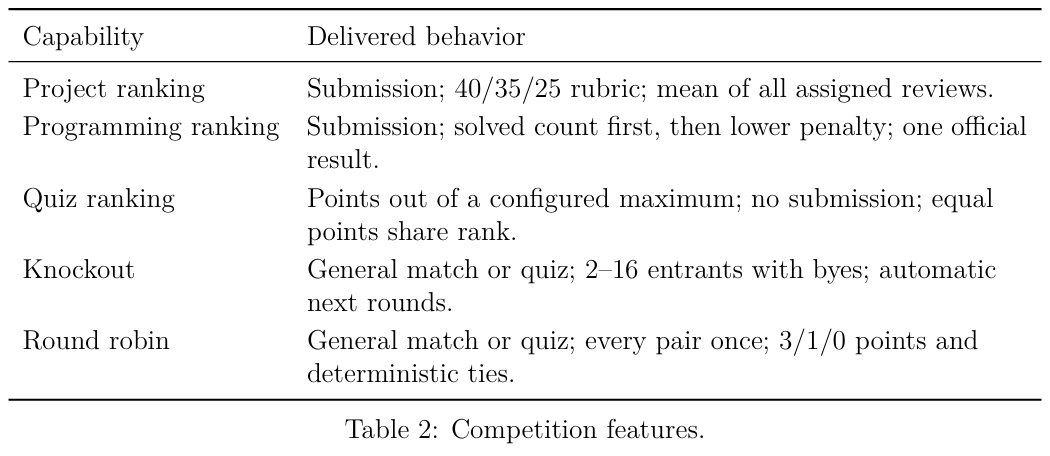 Capability Delivered behavior
Project ranking Submission; 40/35/25 rubric; mean of all assigned reviews.
Programming ranking Submission; solved count first, then lower penalty; one official
result.
Quiz ranking Points out of a configured maximum; no submission; equal
points share rank.
Knockout General match or quiz; 2–16 entrants with byes; automatic
next rounds.
Round robin General match or quiz; every pair once; 3/1/0 points and
deterministic ties.
Table 2: Competition features.